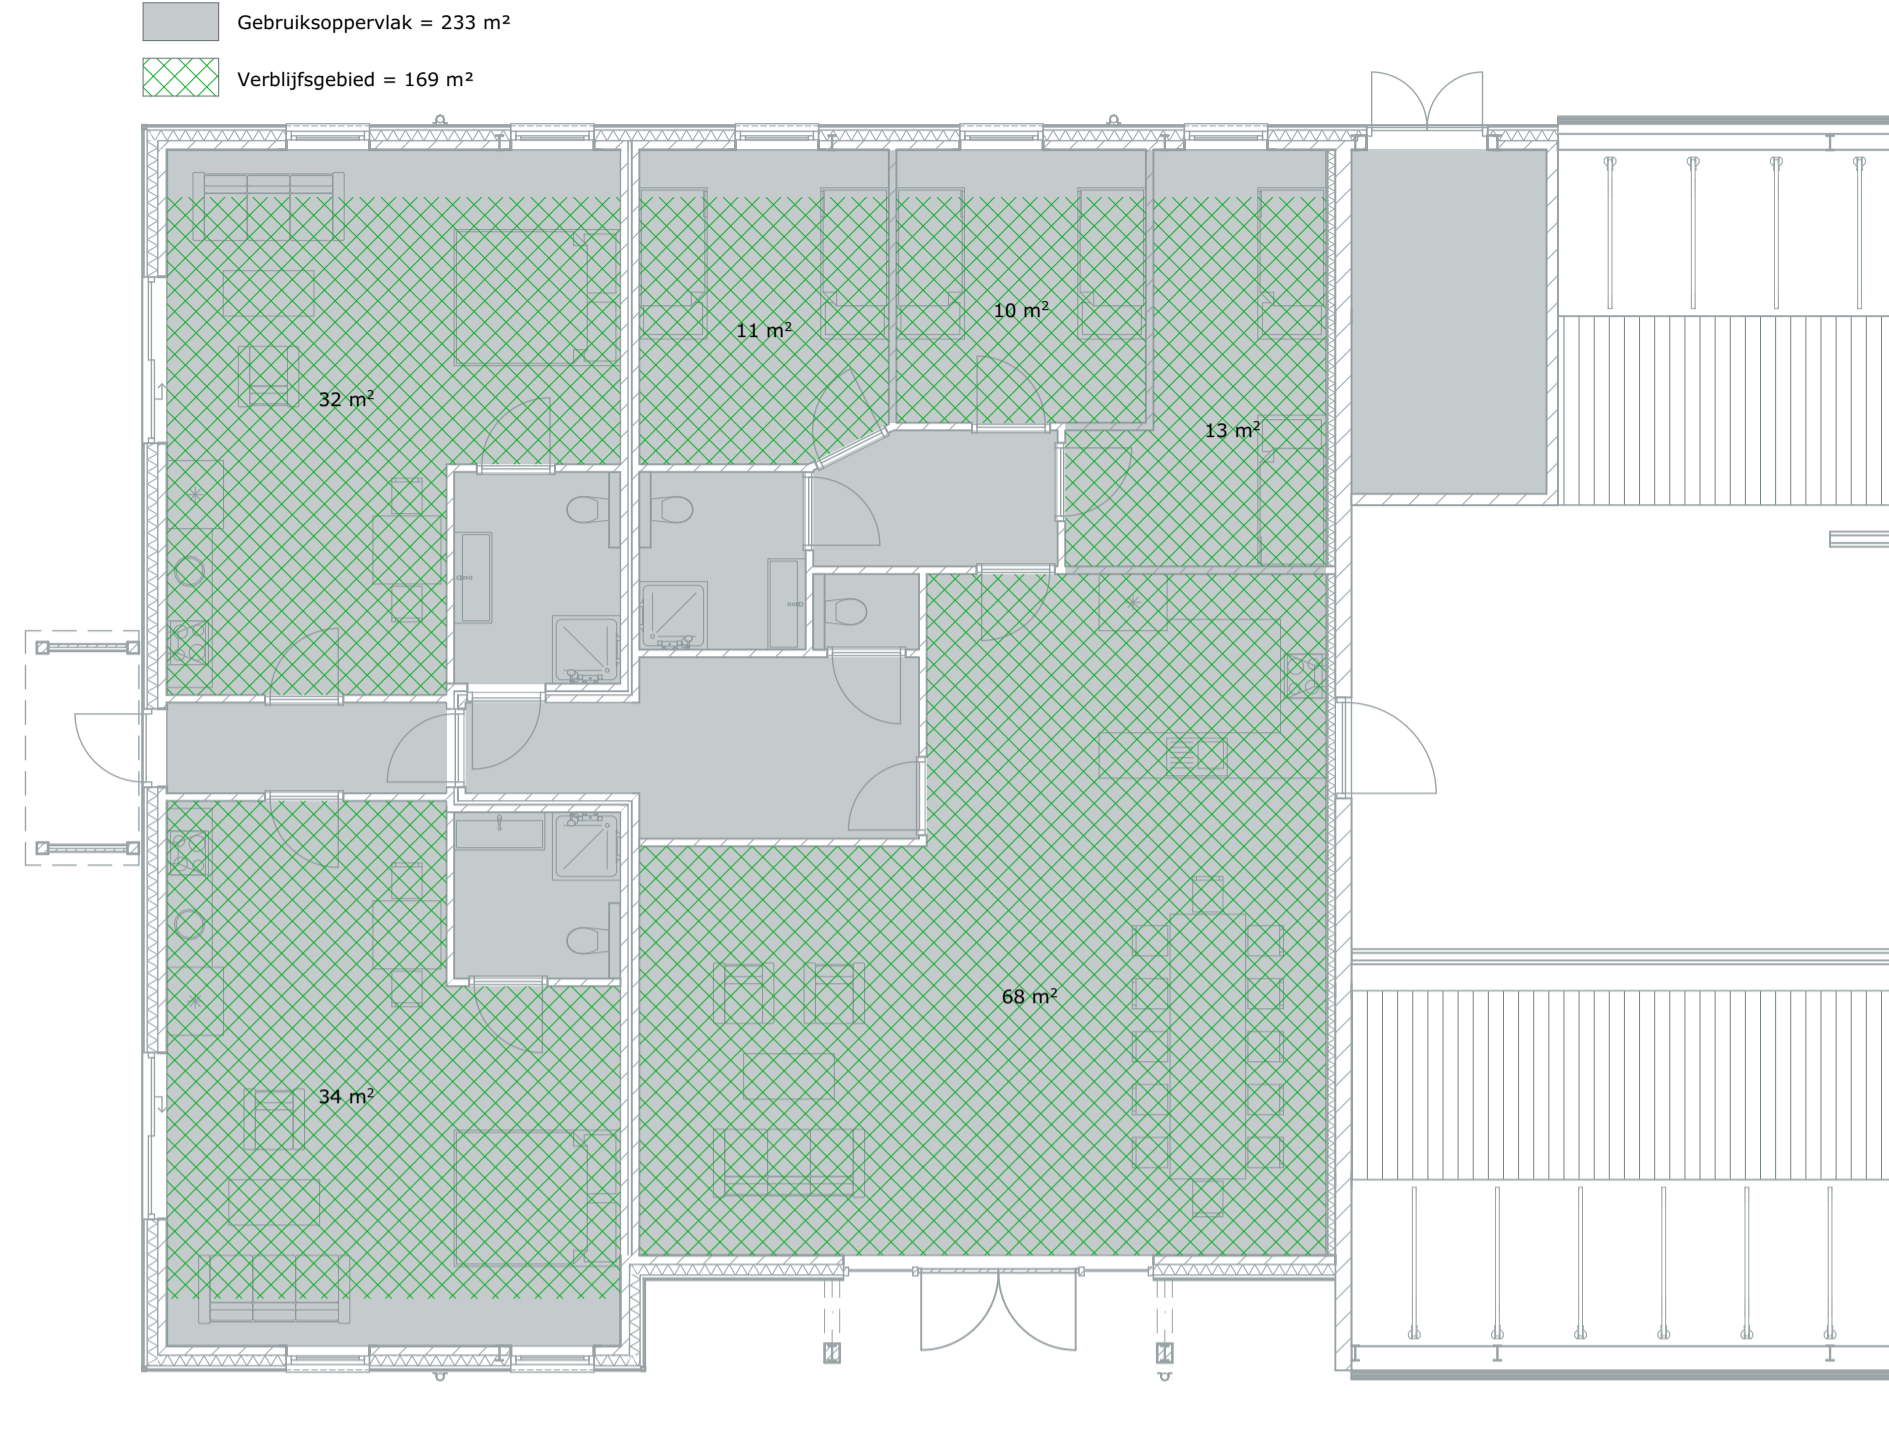 Gebruiksoppervlak = 233 m²
Verblijfsgebied = 169 m²
10 m²
11 m²
32 m²
13 m²
68 m²
34 m²